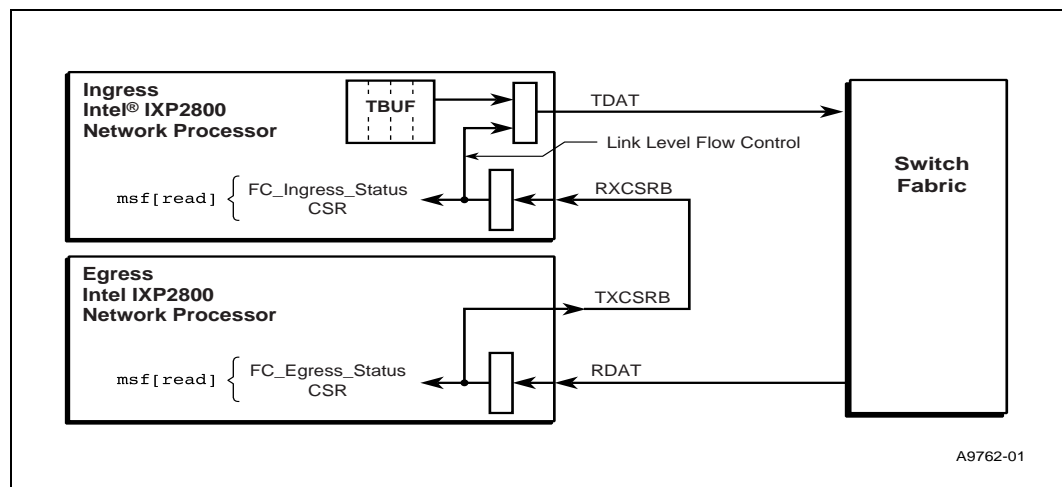 Ingress
Intel® IXP2800
Network Processor
TBUF
TDAT
Link Level Flow Control
msf[read] { FC_Ingress_Status
CSR
RXCSRB
Egress
Intel IXP2800
Network Processor
TXCSRB
msf[read] { FC_Egress_Status
CSR
RDAT
Switch
Fabric
A9762-01